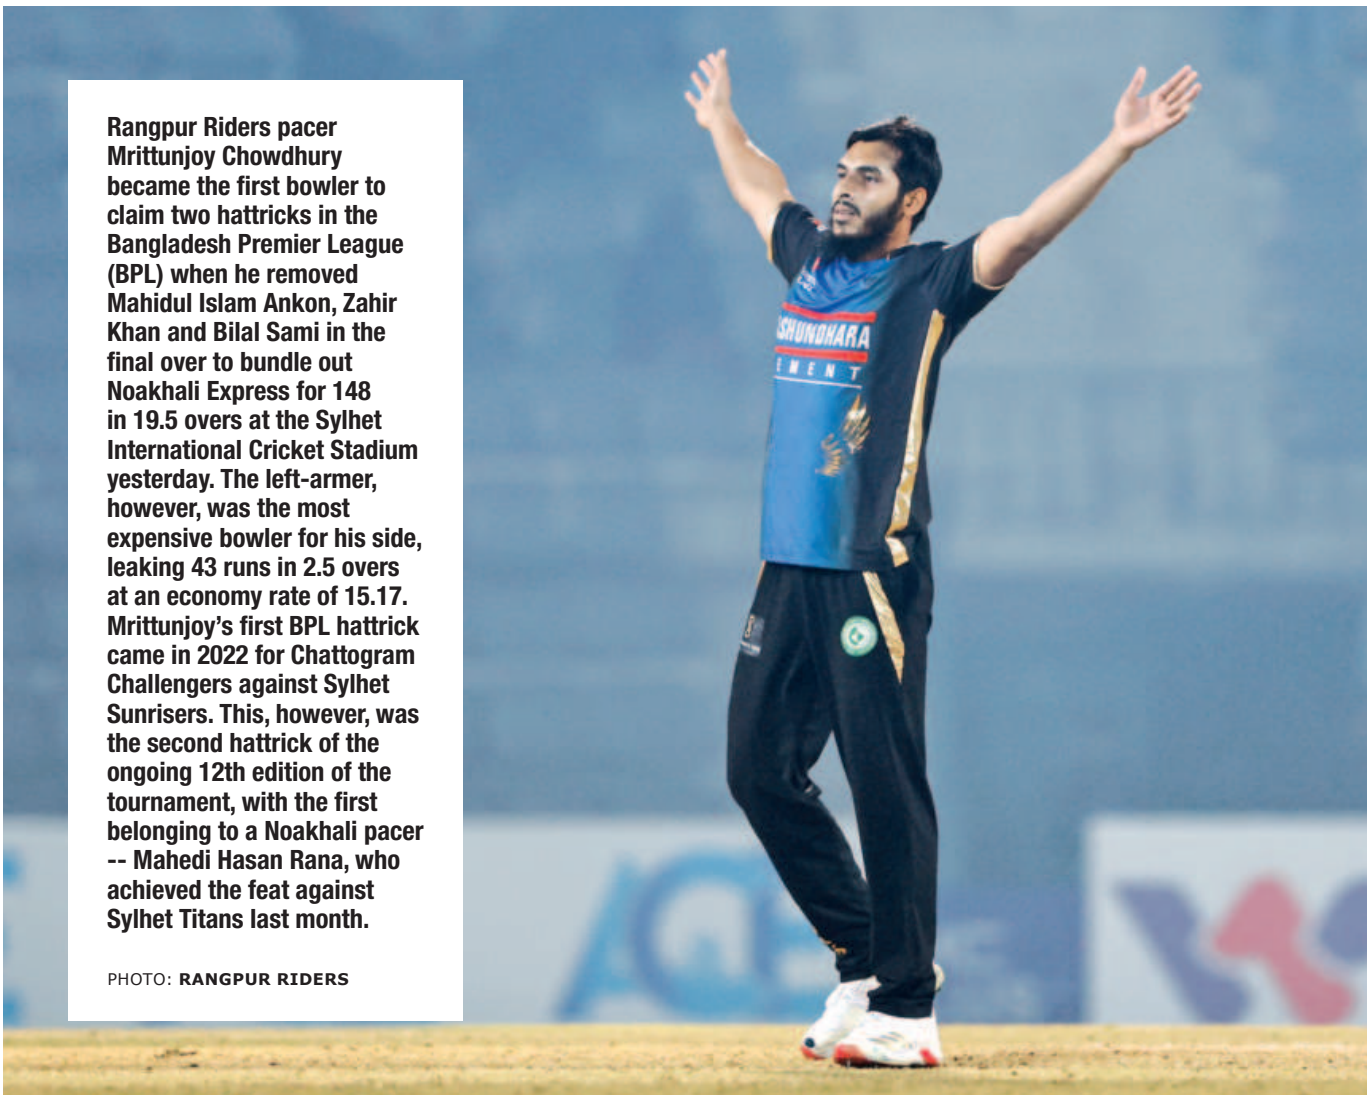 Rangpur Riders pacer
Mrittunjoy Chowdhury
became the first bowler to
claim two hattricks in the
Bangladesh Premier League
(BPL) when he removed
Mahidul Islam Ankon, Zahir
Khan and Bilal Sami in the
final over to bundle out
Noakhali Express for 148
in 19.5 overs at the Sylhet
International Cricket Stadium
yesterday. The left-armer,
however, was the most
expensive bowler for his side,
leaking 43 runs in 2.5 overs
at an economy rate of 15.17.
Mrittunjoy’s first BPL hattrick
came in 2022 for Chattogram
Challengers against Sylhet
Sunrisers. This, however, was
the second hattrick of the
ongoing 12th edition of the
tournament, with the first
belonging to a Noakhali pacer
-- Mahedi Hasan Rana, who
achieved the feat against
Sylhet Titans last month.
PHOTO: RANGPUR RIDERS
SHUNDHARA
EMENT